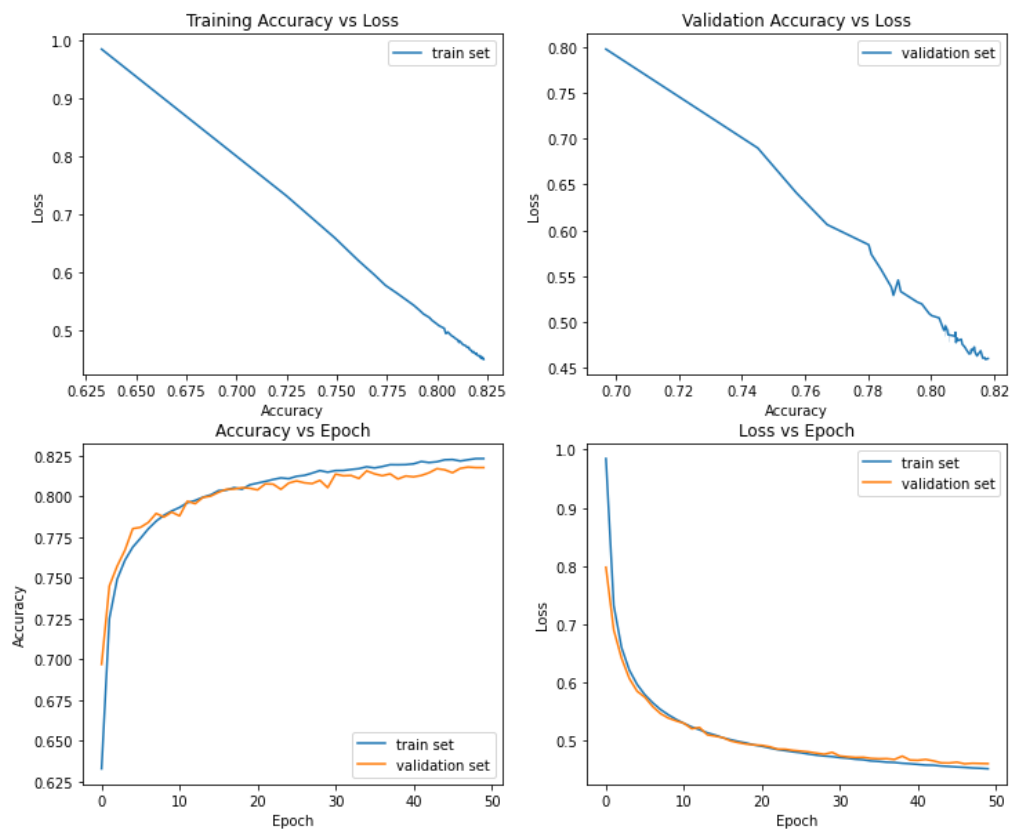 Training Accuracy vs Loss
1.0
0.9
0.8
0.7
0.6
0.5
Loss
train set
0.625 0.650 0.675 0.700 0.725 0.750 0.775 0.800 0.825
Accuracy
Validation Accuracy vs Loss
0.80
0.75
0.70
0.65
0.60
0.55
0.50
0.45
Loss
validation set
0.70 0.72 0.74 0.76 0.78 0.80 0.82
Accuracy
Accuracy vs Epoch
0.825
0.800
0.775
0.750
0.725
0.700
0.675
0.650
0.625
Accuracy
train set
validation set
0 10 20 30 40 50
Epoch
Loss vs Epoch
1.0
0.9
0.8
0.7
0.6
0.5
Loss
train set
validation set
0 10 20 30 40 50
Epoch